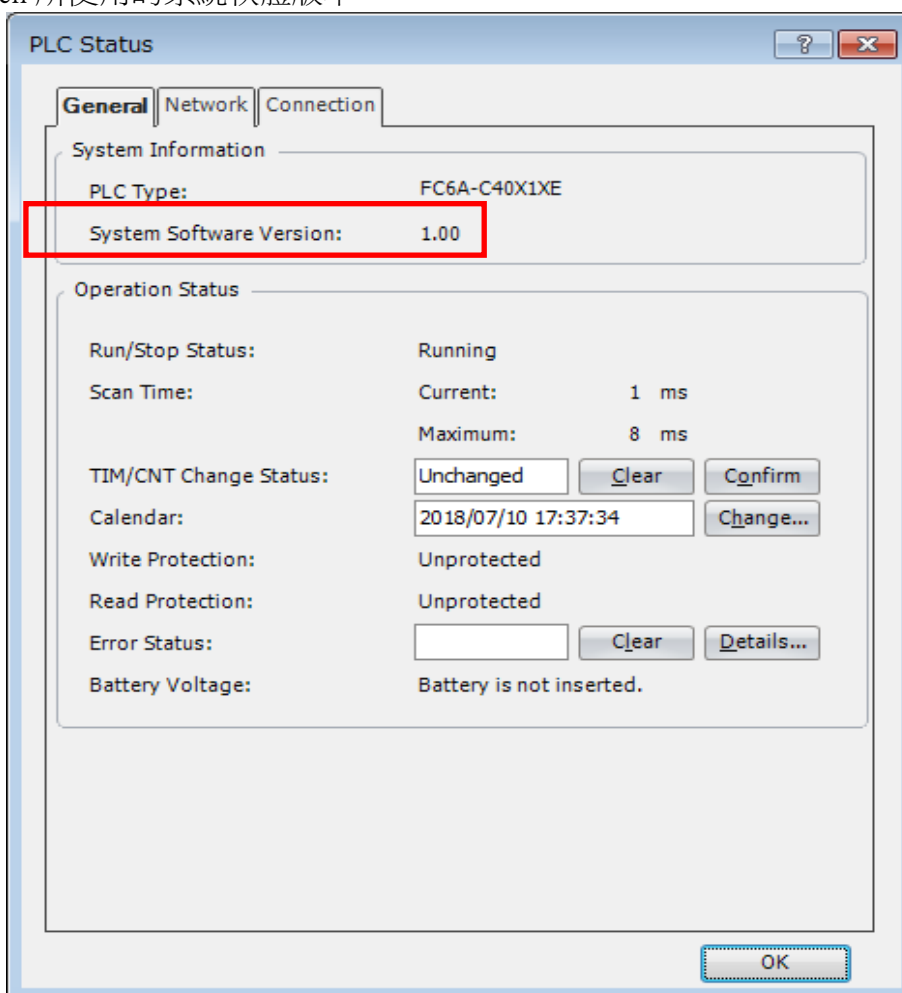 PLC Status
General Network Connection
System Information
PLC Type: FC6A-C40X1XE
System Software Version: 1.00
Operation Status
Run/Stop Status: Running
Scan Time: Current: 1 ms
Maximum: 8 ms
TIM/CNT Change Status: Unchanged Clear Confirm
Calendar: 2018/07/10 17:37:34 Change...
Write Protection: Unprotected
Read Protection: Unprotected
Error Status: Clear Details...
Battery Voltage: Battery is not inserted.
OK